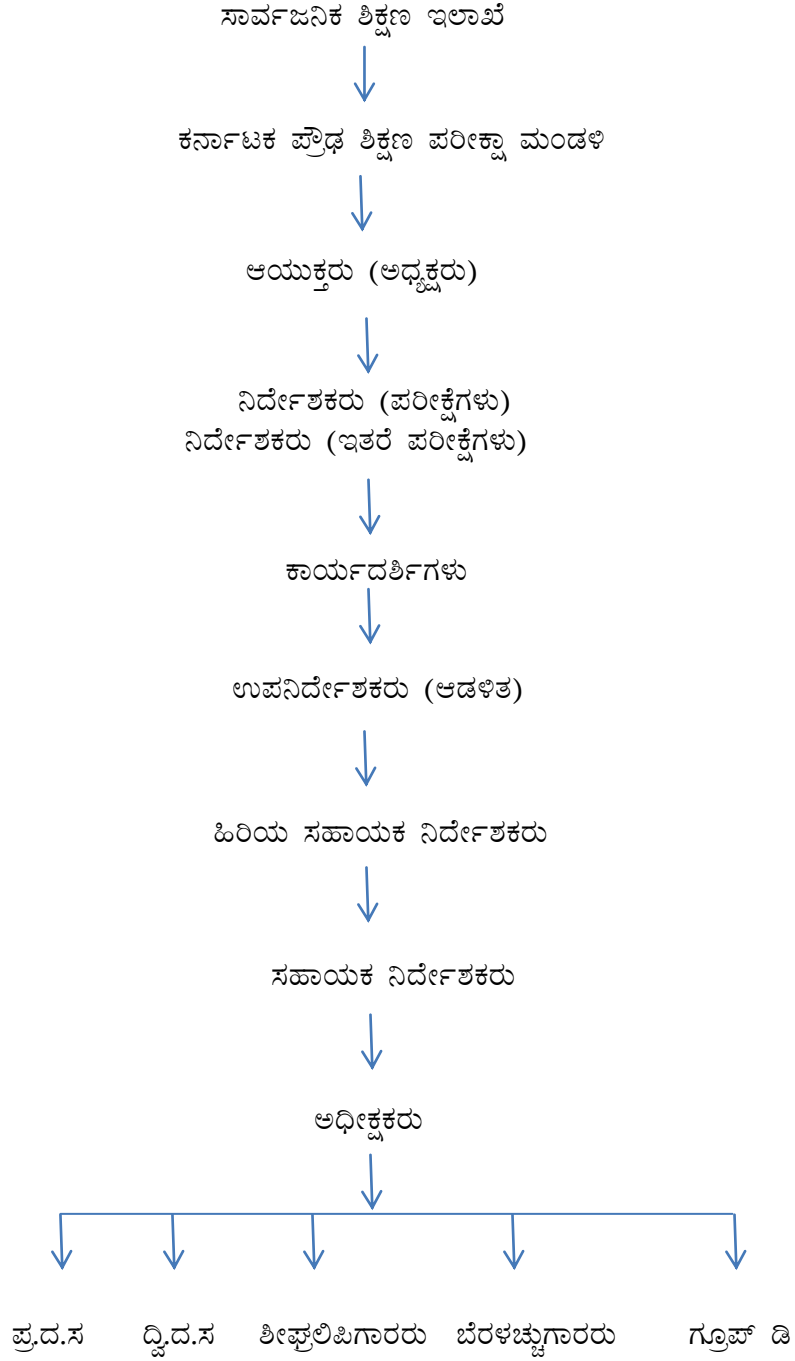 ಸಾರ್ವಜನಿಕ ಶಿಕ್ಷಣ ಇಲಾಖೆ
ಕರ್ನಾಟಕ ಪ್ರೌಢ ಶಿಕ್ಷಣ ಪರೀಕ್ಷಾ ಮಂಡಳಿ
ಆಯುಕ್ತರು (ಅಧ್ಯಕ್ಷರು)
ನಿರ್ದೇಶಕರು (ಪರೀಕ್ಷೆಗಳು)
ನಿರ್ದೇಶಕರು (ಇತರೆ ಪರೀಕ್ಷೆಗಳು)
ಕಾರ್ಯದರ್ಶಿಗಳು
ಉಪನಿರ್ದೇಶಕರು (ಆಡಳಿತ)
ಹಿರಿಯ ಸಹಾಯಕ ನಿರ್ದೇಶಕರು
ಸಹಾಯಕ ನಿರ್ದೇಶಕರು
ಅಧೀಕ್ಷಕರು
ಪ್ರ.ದ.ಸ ದ್ವಿ.ದ.ಸ ಶೀಘ್ರಲಿಪಿಗಾರರು ಬೆರಳಚ್ಚುಗಾರರು ಗ್ರೂಪ್ ಡಿ